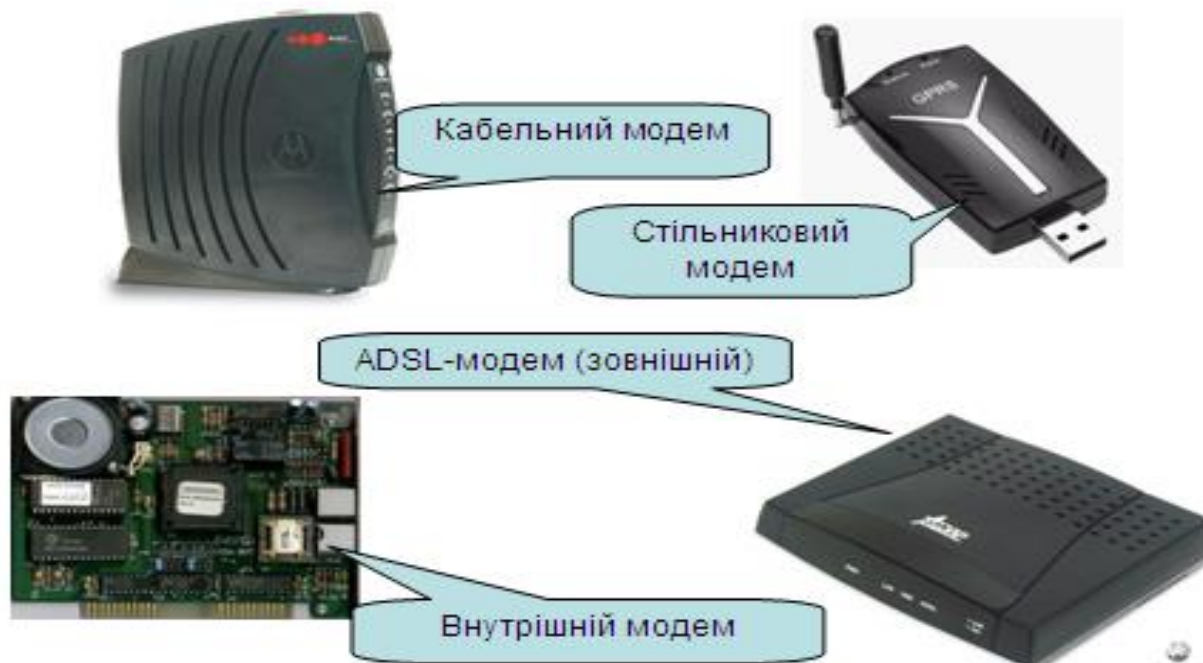 Кабельний модем
GPRS
Стільниковий
модем
ADSL-модем (зовнішній)
Внутрішній модем